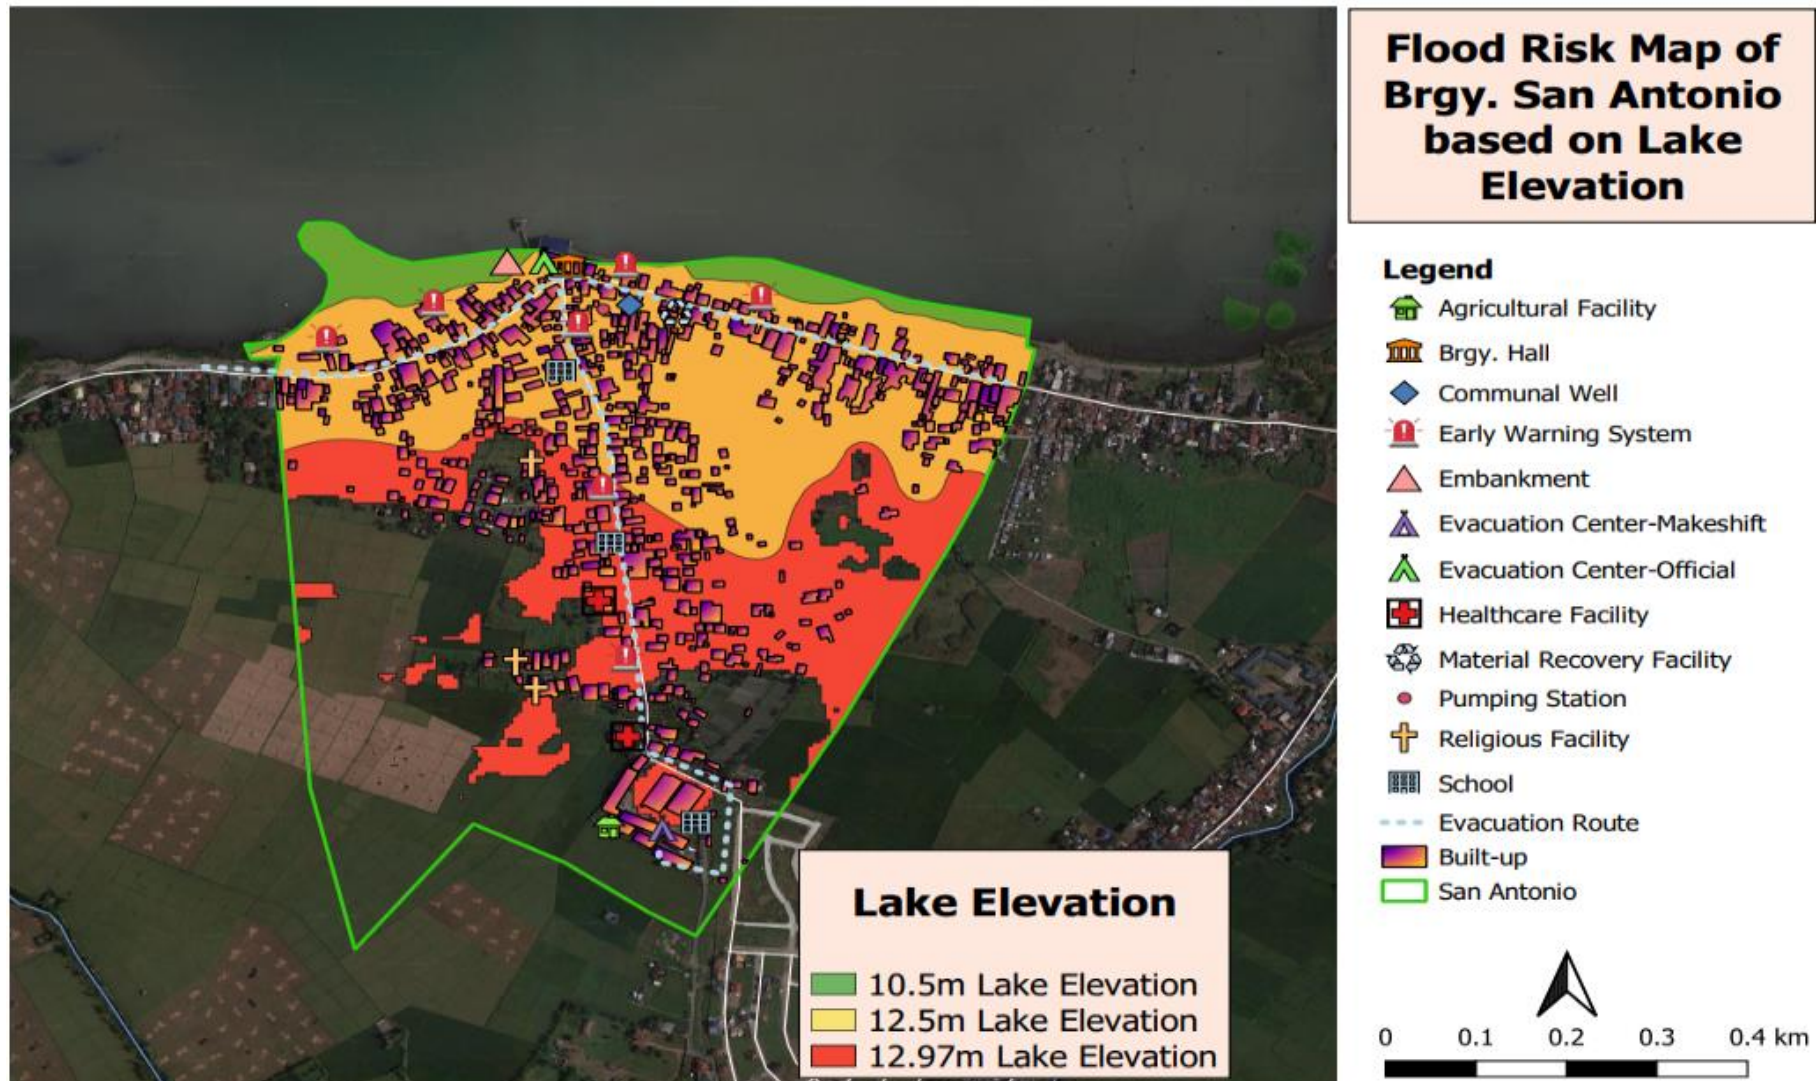 Flood Risk Map of
Brgy. San Antonio
based on Lake
Elevation
Legend
Agricultural Facility
Brgy. Hall
Communal Well
Early Warning System
Embankment
Evacuation Center-Makeshift
Evacuation Center-Official
Healthcare Facility
Material Recovery Facility
Pumping Station
Religious Facility
School
Evacuation Route
Built-up
San Antonio
0 0.1 0.2 0.3 0.4 km
Lake Elevation
10.5m Lake Elevation
12.5m Lake Elevation
12.97m Lake Elevation